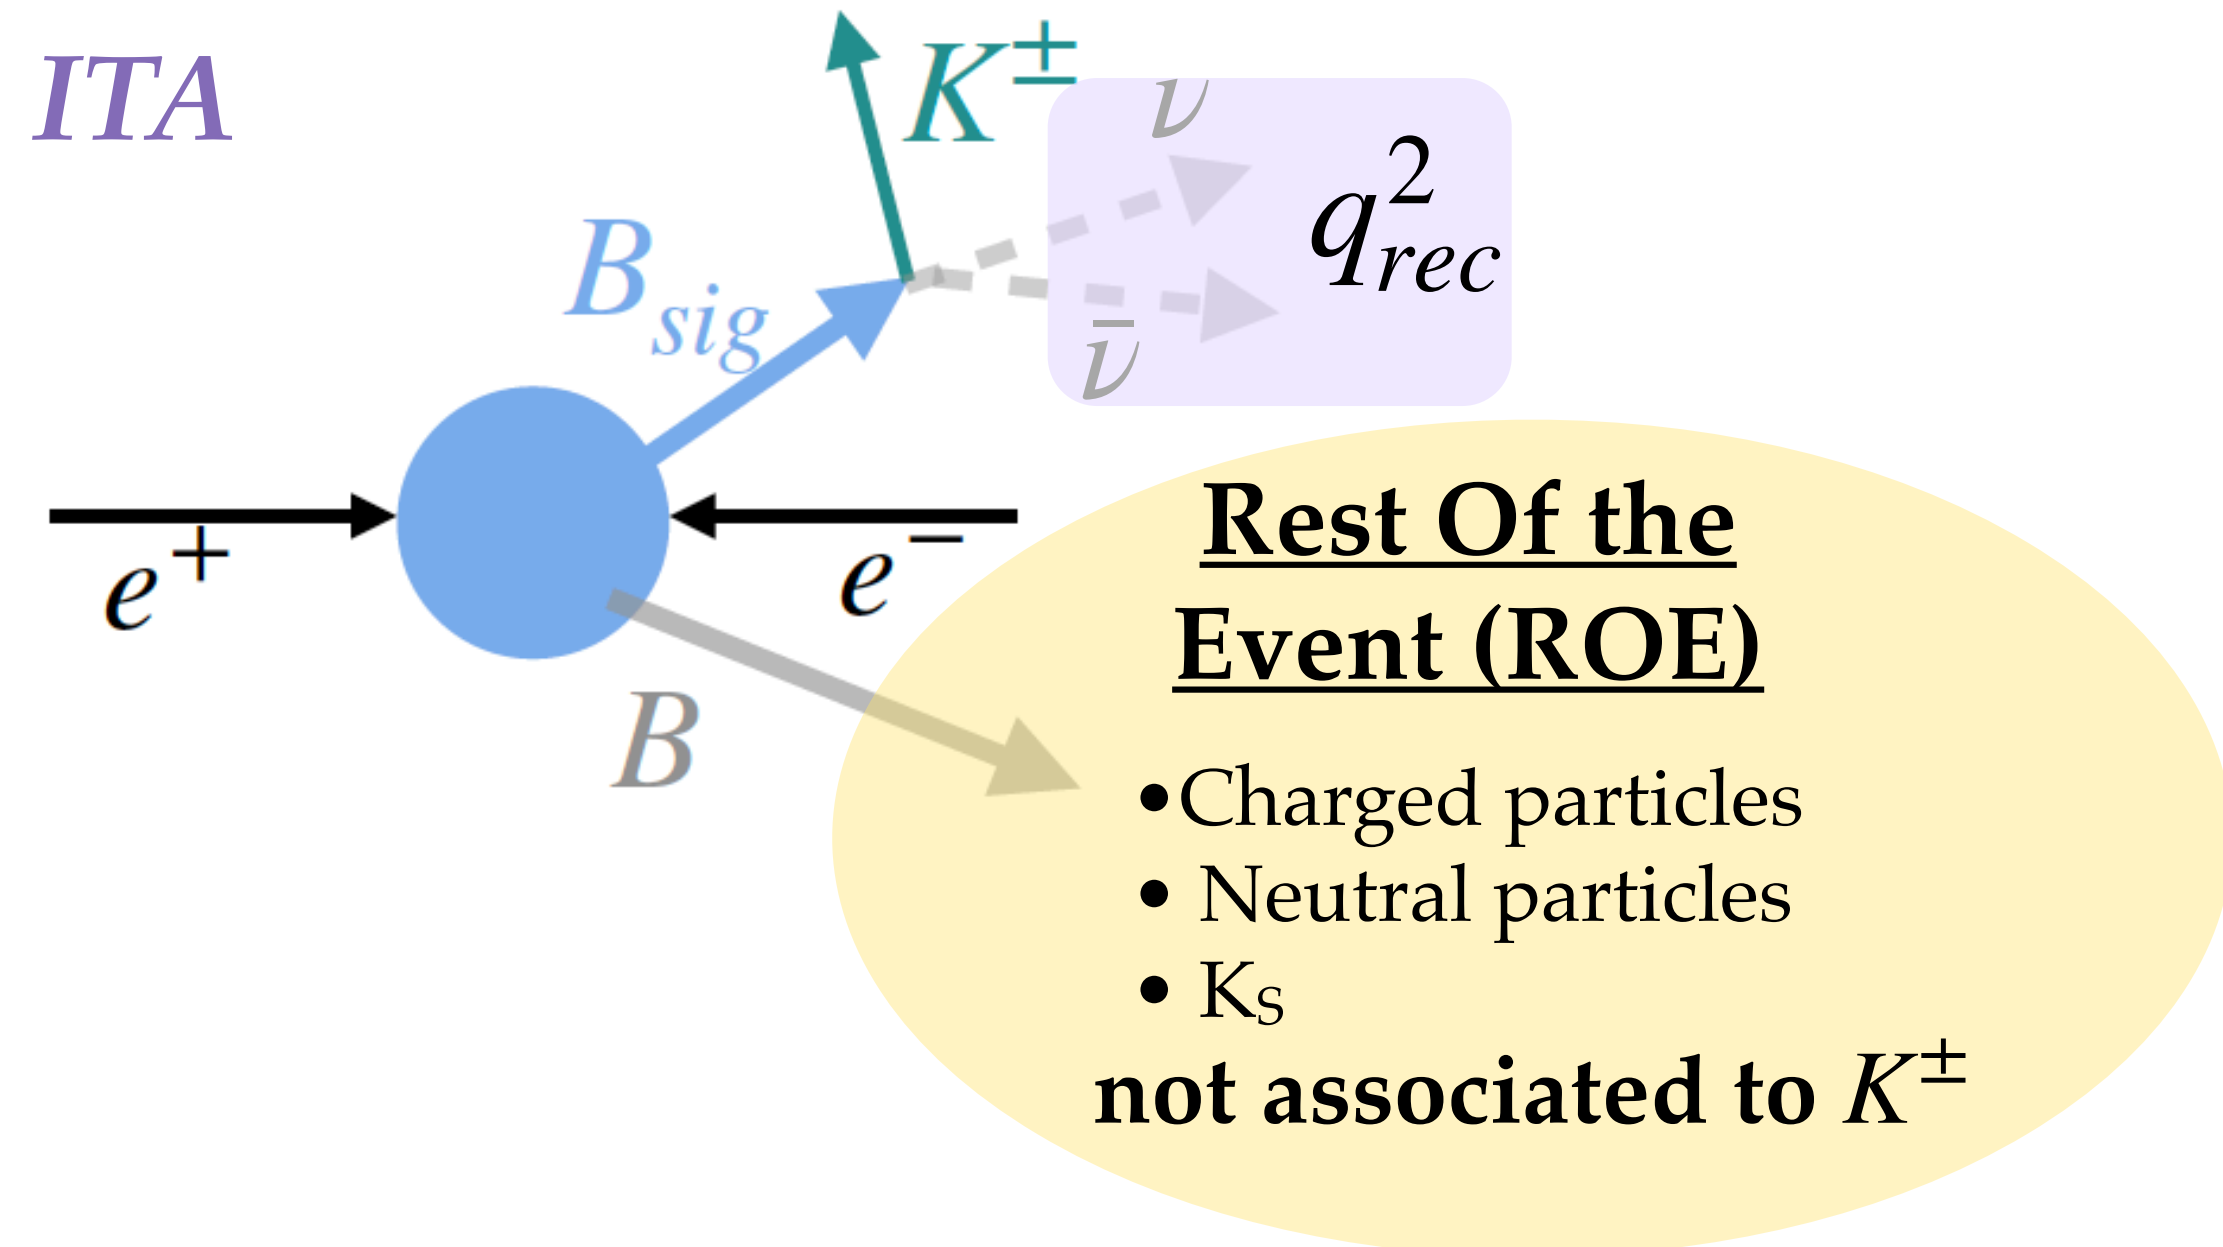 ITA
K±
ν
q²rec
Bsig
ν̄
e⁺
e⁻
B
Rest Of the
Event (ROE)
•Charged particles
• Neutral particles
• KS
not associated to K±